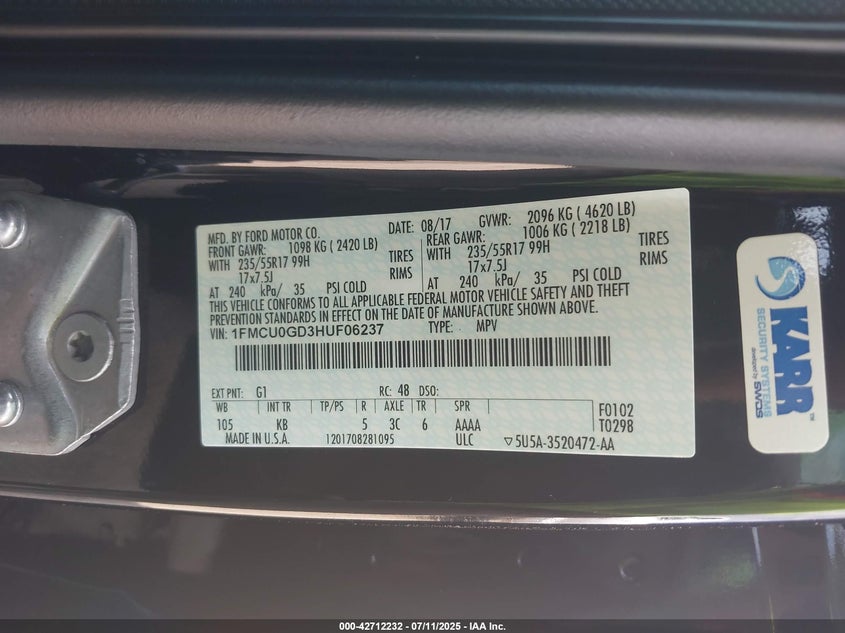 MFD. BY FORD MOTOR CO.
DATE: 08/17 GVWR: 2096 KG ( 4620 LB)
FRONT GAWR: 1098 KG ( 2420 LB)
REAR GAWR: 1006 KG ( 2218 LB)
WITH 235/55R17 99H TIRES
WITH 235/55R17 99H TIRES
17x7.5J RIMS
17x7.5J RIMS
AT 240 kPa/ 35 PSI COLD
AT 240 kPa/ 35 PSI COLD
THIS VEHICLE CONFORMS TO ALL APPLICABLE FEDERAL MOTOR VEHICLE SAFETY AND THEFT
PREVENTION STANDARDS IN EFFECT ON THE DATE OF MANUFACTURE SHOWN ABOVE.
VIN: 1FMCU0GD3HUF06237 TYPE: MPV
EXT PNT: G1 RC: 48 DSO:
WB INT TR TP/PS R AXLE TR SPR F0102
105 KB 5 3C 6 AAAA T0298
MADE IN U.S.A. 1201708281095 ULC ▽5U5A-3520472-AA
KARR™
SECURITY SYSTEMS
developed by SWDS
000-42712232 - 07/11/2025 - IAA Inc.